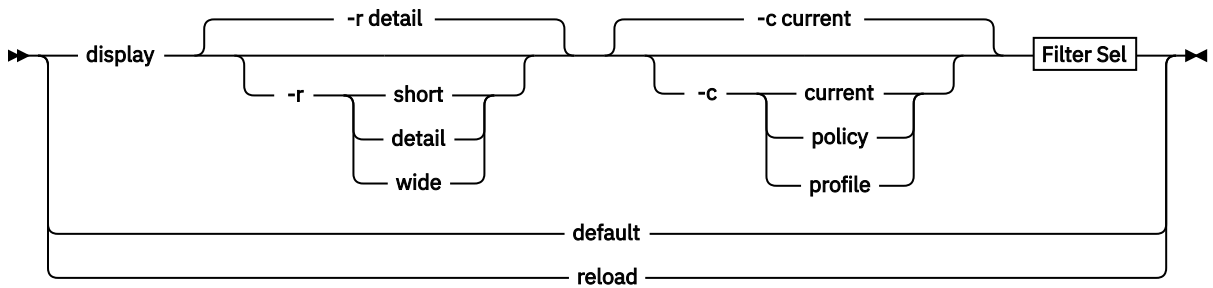 -r detail -c current
display Filter Sel
-r short -c current
detail policy
wide profile
default
reload